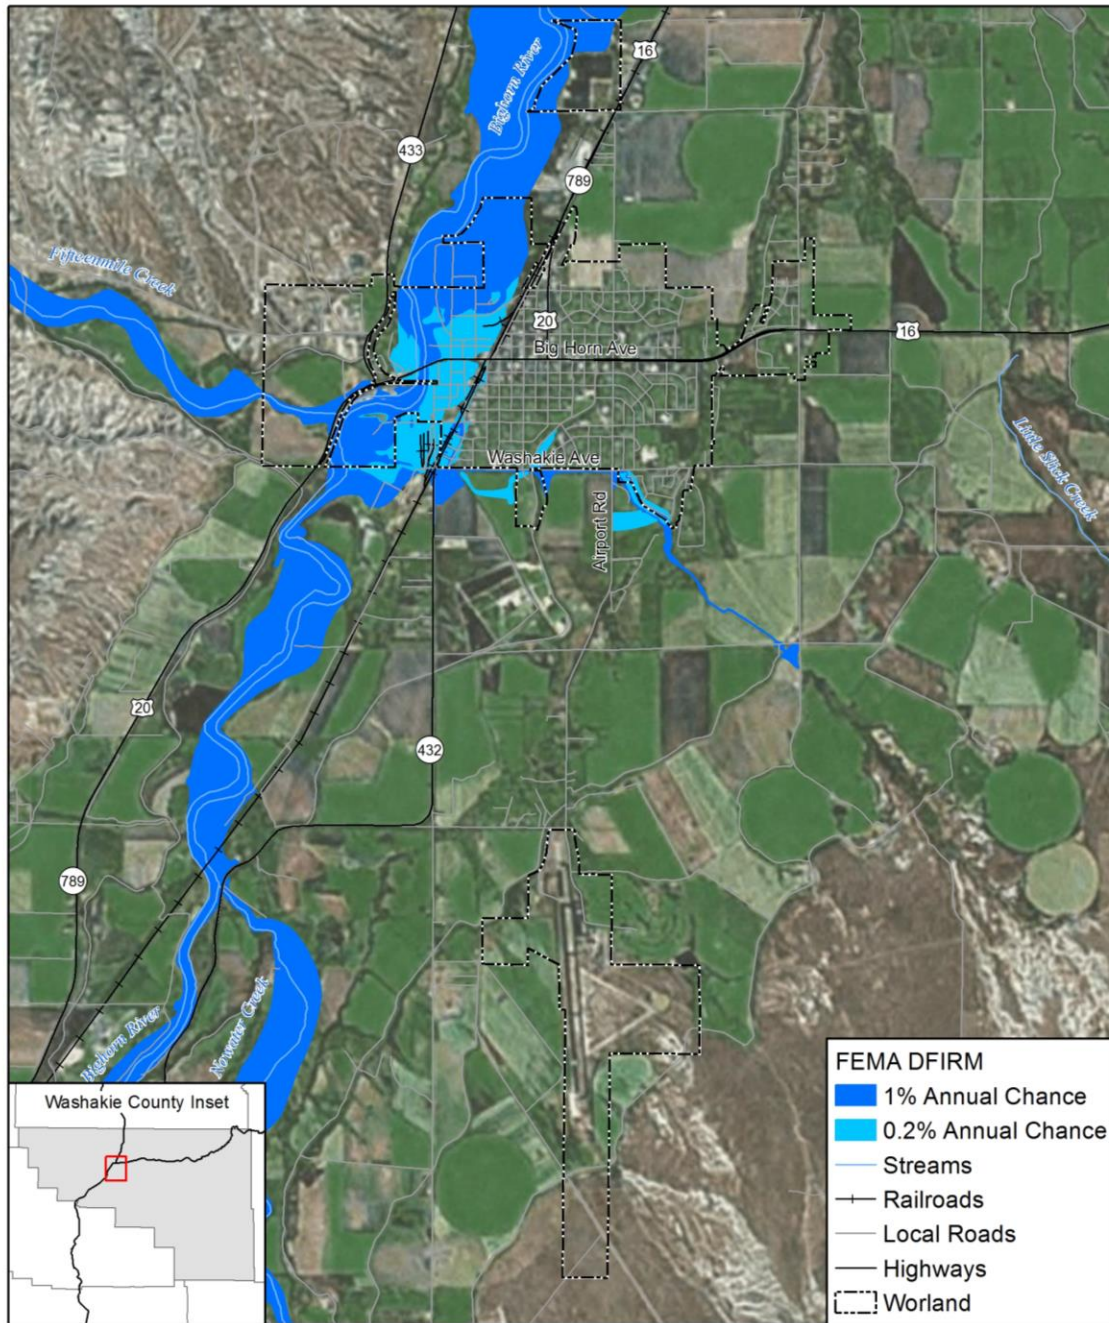 Bighorn River
16
433
789
Fifteenmile Creek
20
16
Big Horn Ave
Little Slick Creek
Washakie Ave
Airport Rd
20
432
789
Bighorn River
Nowater Creek
Washakie County Inset
FEMA DFIRM
1% Annual Chance
0.2% Annual Chance
Streams
Railroads
Local Roads
Highways
Worland